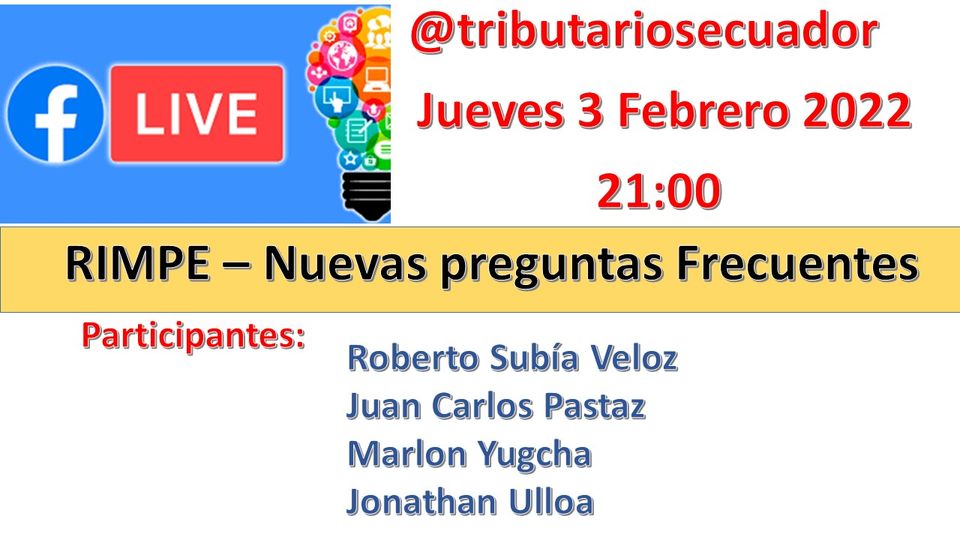 f LIVE
@tributariosecuador
Jueves 3 Febrero 2022
21:00
RIMPE – Nuevas preguntas Frecuentes
Participantes:
Roberto Subía Veloz
Juan Carlos Pastaz
Marlon Yugcha
Jonathan Ulloa